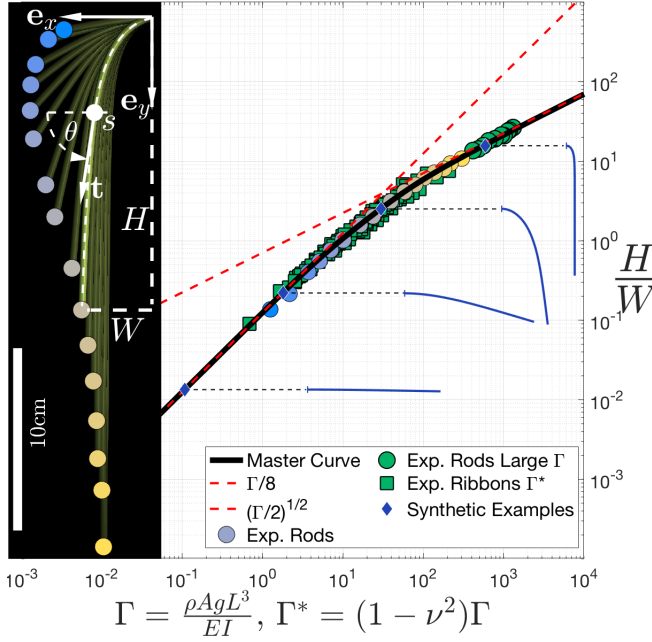 e_x
e_y
θ
s
t
H
W
10cm
10^4
10^2
10^1
10^0
10^-1
10^-2
10^-3
H/W
Master Curve
Γ/8
(Γ/2)^1/2
Exp. Rods
Exp. Rods Large Γ
Exp. Ribbons Γ*
Synthetic Examples
10^-3 10^-2 10^-1 10^0 10^1 10^2 10^3 10^4
Γ = ρAgL^3/EI, Γ* = (1 − ν^2)Γ